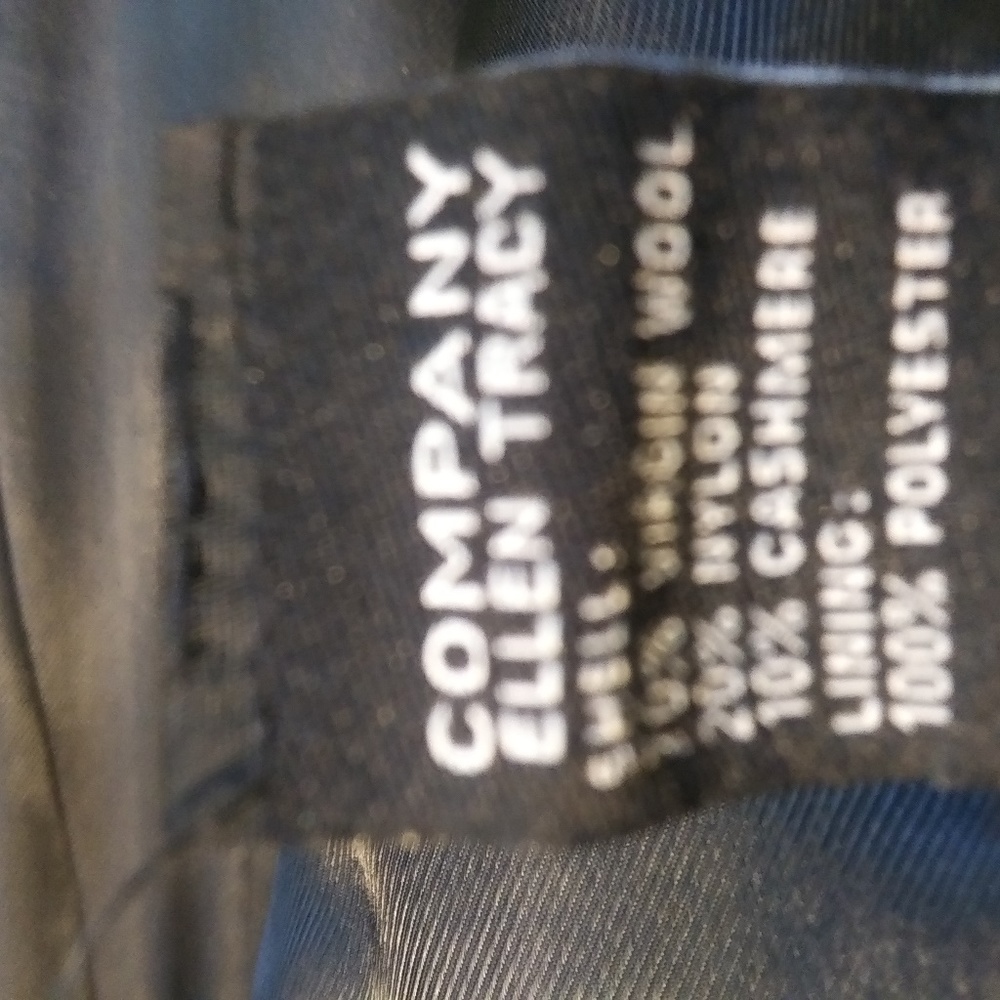 COMPANY
ELLEN TRACY
SHELL:
70% VIRGIN WOOL
20% NYLON
10% CASHMERE
LINING:
100% POLYESTER